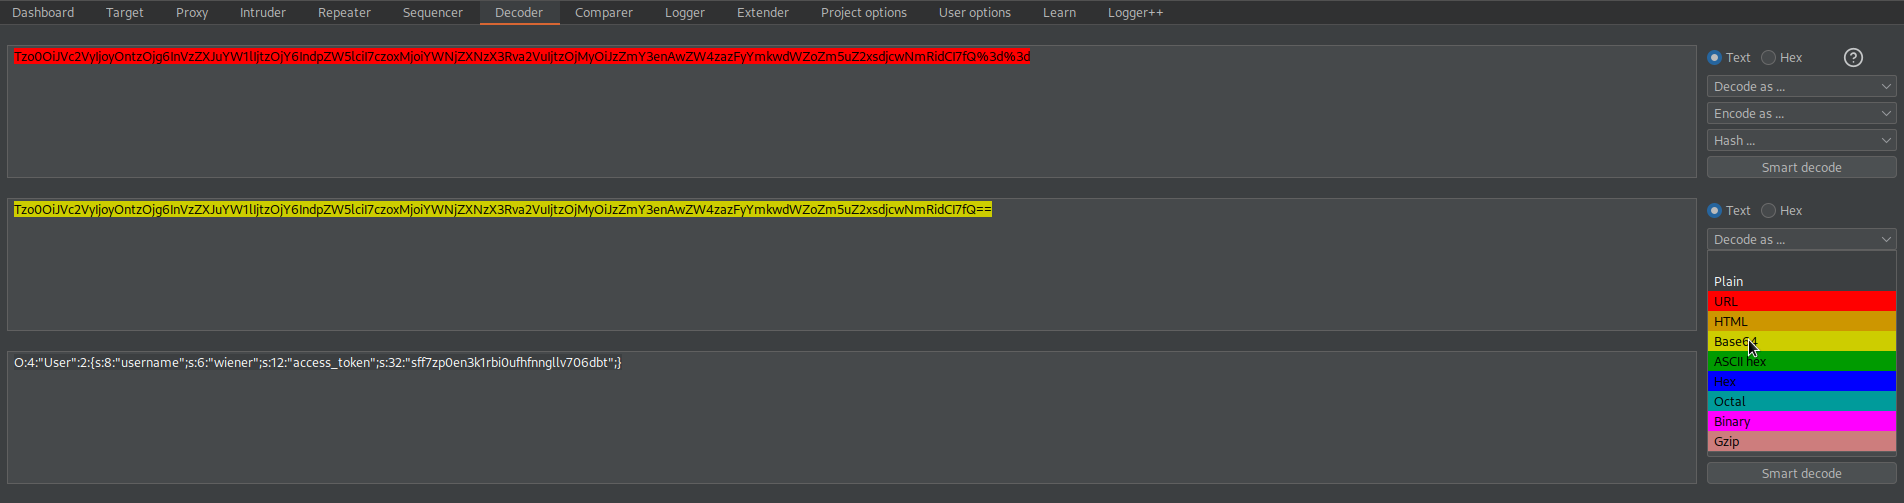 Dashboard Target Proxy Intruder Repeater Sequencer Decoder Comparer Logger Extender Project options User options Learn Logger++
Tzo0OiJVc2VyIjoyOntzOjg6InVzZXJuYW1lIjtzOjY6IndpZW5lciI7czoxMjoiYWNjZXNzX3Rva2VuIjtzOjMyOiJzZmY3enAwZW4zazFyYmkwdWZoZm5uZ2xsdjcwNmRidCI7fQ%3d%3d
Text Hex ?
Decode as ...
Encode as ...
Hash ...
Smart decode
Tzo0OiJVc2VyIjoyOntzOjg6InVzZXJuYW1lIjtzOjY6IndpZW5lciI7czoxMjoiYWNjZXNzX3Rva2VuIjtzOjMyOiJzZmY3enAwZW4zazFyYmkwdWZoZm5uZ2xsdjcwNmRidCI7fQ==
Text Hex
Decode as ...
Plain
URL
HTML
Base64
ASCII hex
Hex
Octal
Binary
Gzip
O:4:"User":2:{s:8:"username";s:6:"wiener";s:12:"access_token";s:32:"sff7zp0en3k1rbi0ufhfnngllv706dbt";}
Smart decode